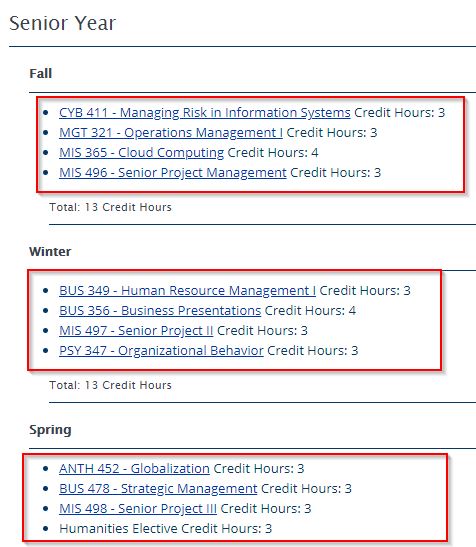 Senior Year
Fall
• CYB 411 - Managing Risk in Information Systems Credit Hours: 3
• MGT 321 - Operations Management I Credit Hours: 3
• MIS 365 - Cloud Computing Credit Hours: 4
• MIS 496 - Senior Project Management Credit Hours: 3
Total: 13 Credit Hours
Winter
• BUS 349 - Human Resource Management I Credit Hours: 3
• BUS 356 - Business Presentations Credit Hours: 4
• MIS 497 - Senior Project II Credit Hours: 3
• PSY 347 - Organizational Behavior Credit Hours: 3
Total: 13 Credit Hours
Spring
• ANTH 452 - Globalization Credit Hours: 3
• BUS 478 - Strategic Management Credit Hours: 3
• MIS 498 - Senior Project III Credit Hours: 3
• Humanities Elective Credit Hours: 3